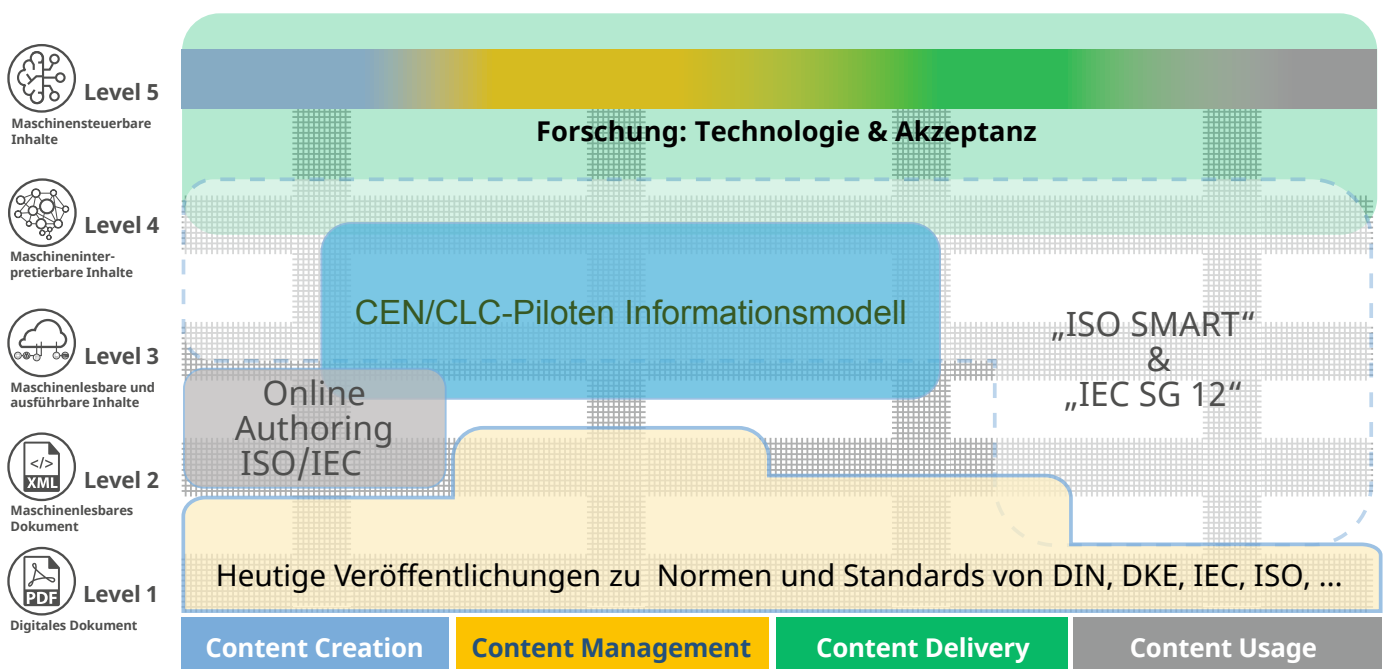 Level 5
Maschinensteuerbare
Inhalte
Forschung: Technologie & Akzeptanz
Level 4
Maschineninter-
pretierbare Inhalte
CEN/CLC-Piloten Informationsmodell
„ISO SMART“
&
„IEC SG 12“
Level 3
Maschinenlesbare und
ausführbare Inhalte
Online
Authoring
ISO/IEC
</>
XML
Level 2
Maschinenlesbares
Dokument
PDF
Level 1
Digitales Dokument
Heutige Veröffentlichungen zu Normen und Standards von DIN, DKE, IEC, ISO, ...
Content Creation
Content Management
Content Delivery
Content Usage